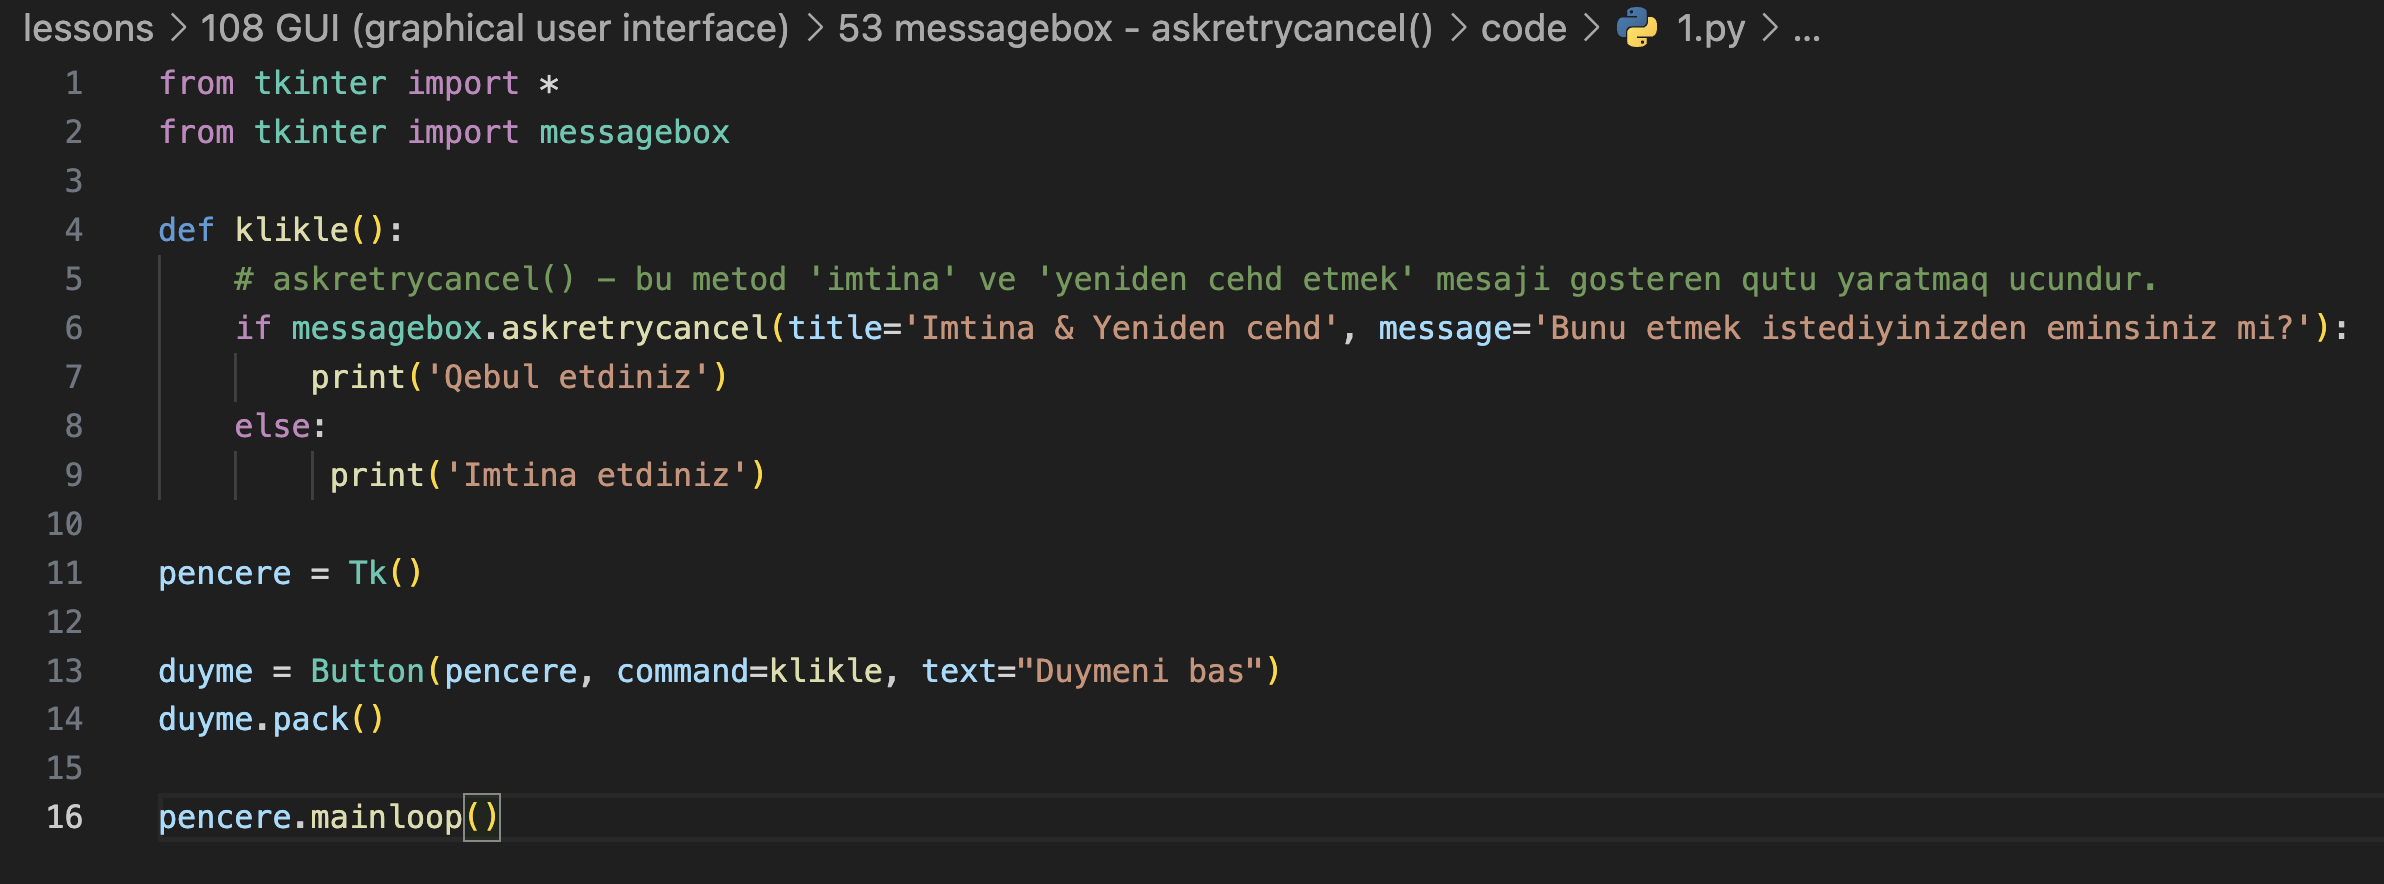 lessons > 108 GUI (graphical user interface) > 53 messagebox - askretrycancel() > code > 1.py > ...
1 from tkinter import *
2 from tkinter import messagebox
3
4 def klikle():
5     # askretrycancel() - bu metod 'imtina' ve 'yeniden cehd etmek' mesaji gosteren qutu yaratmaq ucundur.
6     if messagebox.askretrycancel(title='Imtina & Yeniden cehd', message='Bunu etmek istediyinizden eminsiniz mi?'):
7         print('Qebul etdiniz')
8     else:
9          print('Imtina etdiniz')
10
11 pencere = Tk()
12
13 duyme = Button(pencere, command=klikle, text="Duymeni bas")
14 duyme.pack()
15
16 pencere.mainloop()